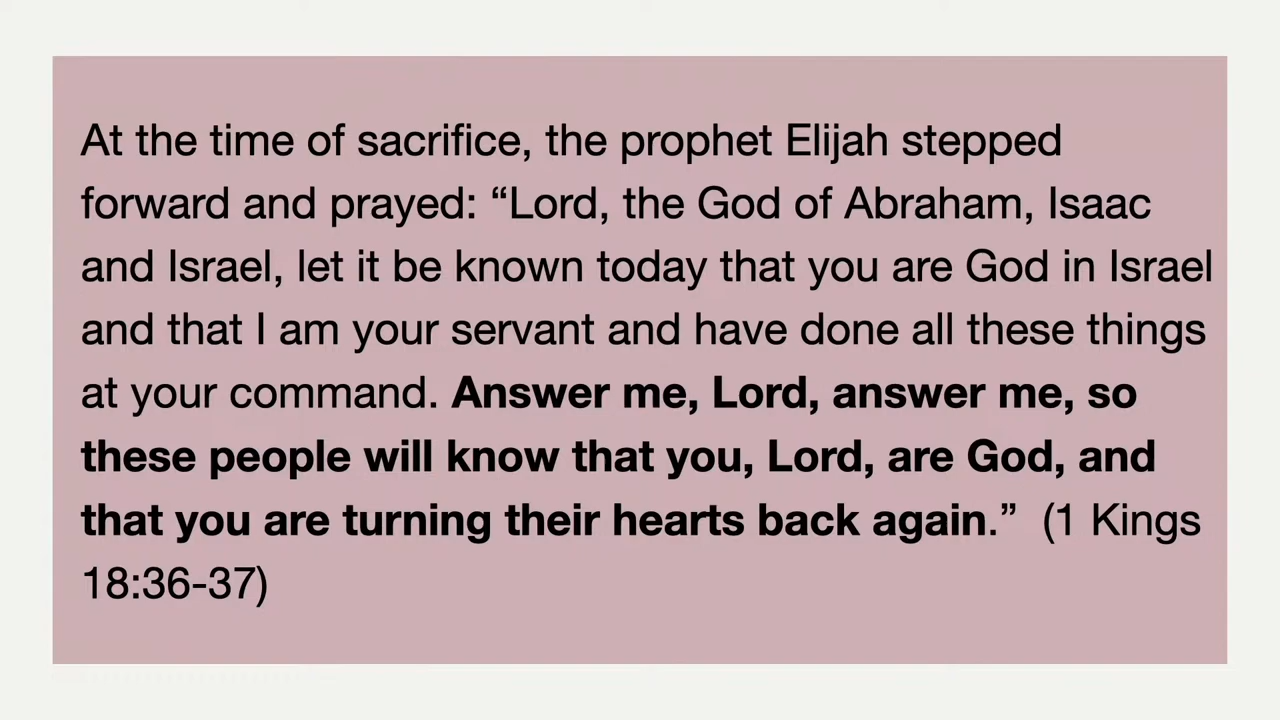 At the time of sacrifice, the prophet Elijah stepped
forward and prayed: “Lord, the God of Abraham, Isaac
and Israel, let it be known today that you are God in Israel
and that I am your servant and have done all these things
at your command. Answer me, Lord, answer me, so
these people will know that you, Lord, are God, and
that you are turning their hearts back again.”  (1 Kings
18:36-37)